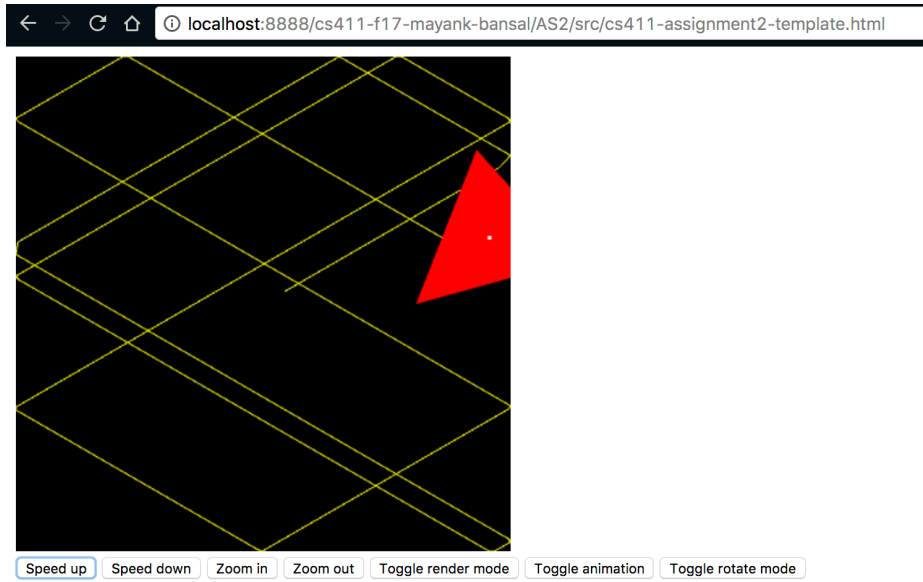 localhost:8888/cs411-f17-mayank-bansal/AS2/src/cs411-assignment2-template.html
Speed up Speed down Zoom in Zoom out Toggle render mode Toggle animation Toggle rotate mode